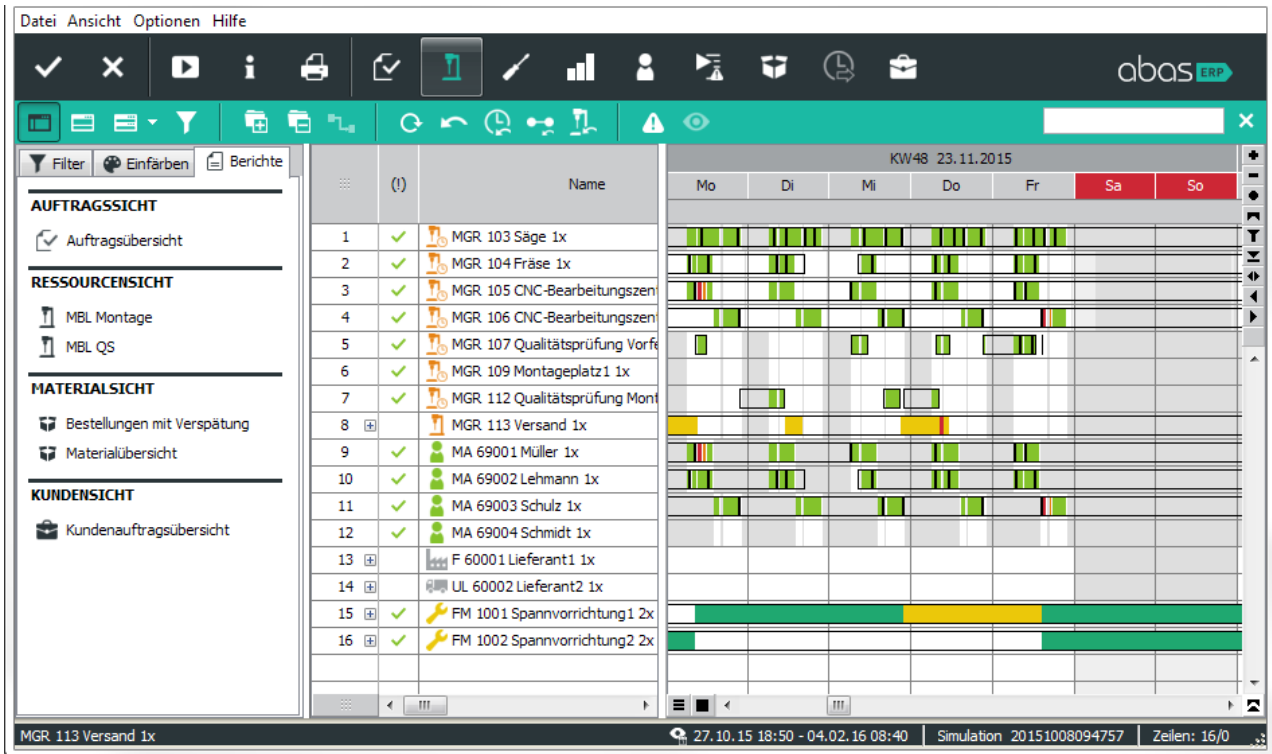 Datei Ansicht Optionen Hilfe
abas ERP
Filter Einfärben Berichte
AUFTRAGSSICHT
Auftragsübersicht
RESSOURCENSICHT
MBL Montage
MBL QS
MATERIALSICHT
Bestellungen mit Verspätung
Materialübersicht
KUNDENSICHT
Kundenauftragsübersicht
(!) Name
KW48 23.11.2015
Mo Di Mi Do Fr Sa So
1 MGR 103 Säge 1x
2 MGR 104 Fräse 1x
3 MGR 105 CNC-Bearbeitungszen
4 MGR 106 CNC-Bearbeitungszen
5 MGR 107 Qualitätsprüfung Vorfe
6 MGR 109 Montageplatz1 1x
7 MGR 112 Qualitätsprüfung Mont
8 MGR 113 Versand 1x
9 MA 69001 Müller 1x
10 MA 69002 Lehmann 1x
11 MA 69003 Schulz 1x
12 MA 69004 Schmidt 1x
13 F 60001 Lieferant1 1x
14 UL 60002 Lieferant2 1x
15 FM 1001 Spannvorrichtung1 2x
16 FM 1002 Spannvorrichtung2 2x
MGR 113 Versand 1x
27.10.15 18:50 - 04.02.16 08:40
Simulation 20151008094757
Zeilen: 16/0